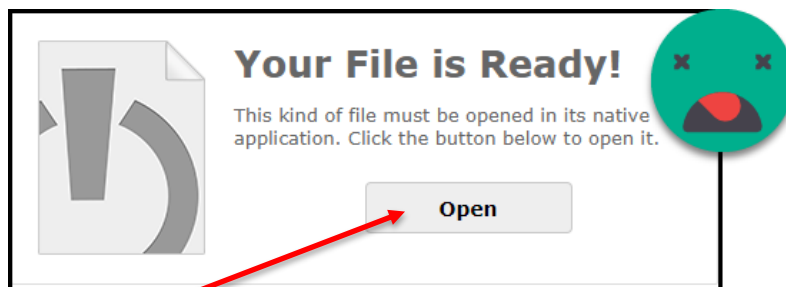 Your File is Ready!
This kind of file must be opened in its native
application. Click the button below to open it.
Open